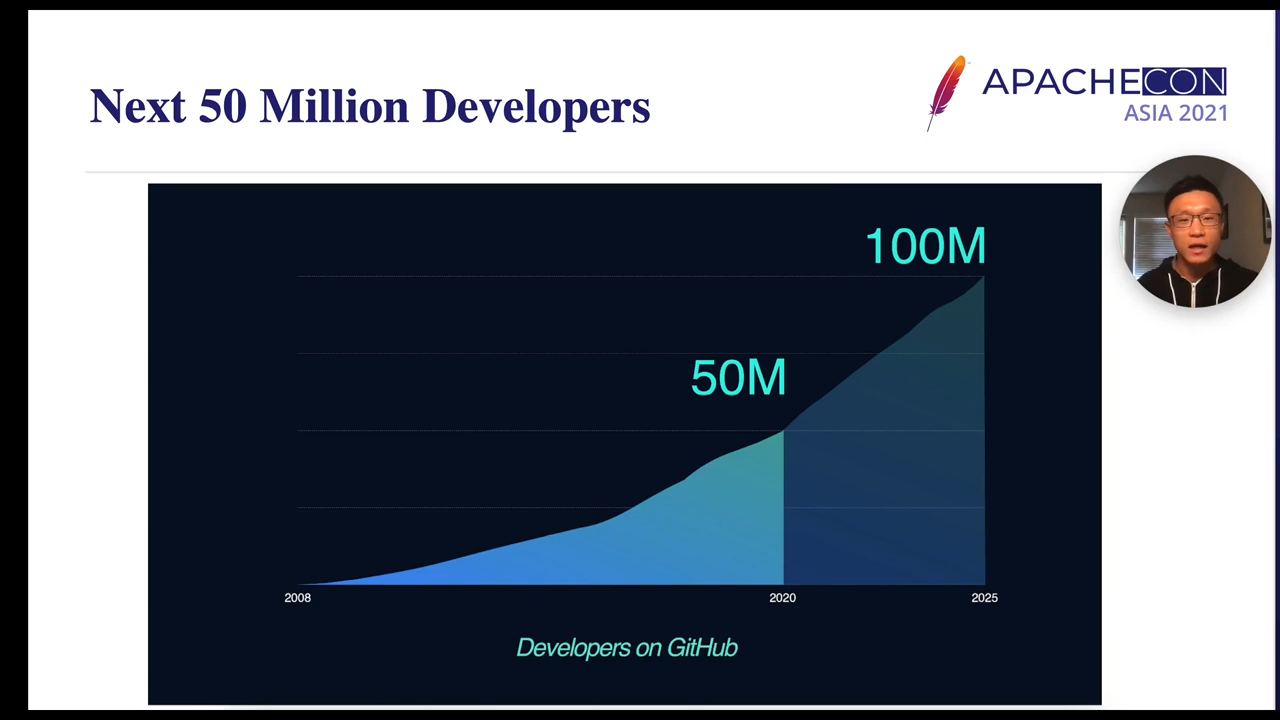 Next 50 Million Developers
APACHECON
ASIA 2021
100M
50M
2008 2020 2025
Developers on GitHub